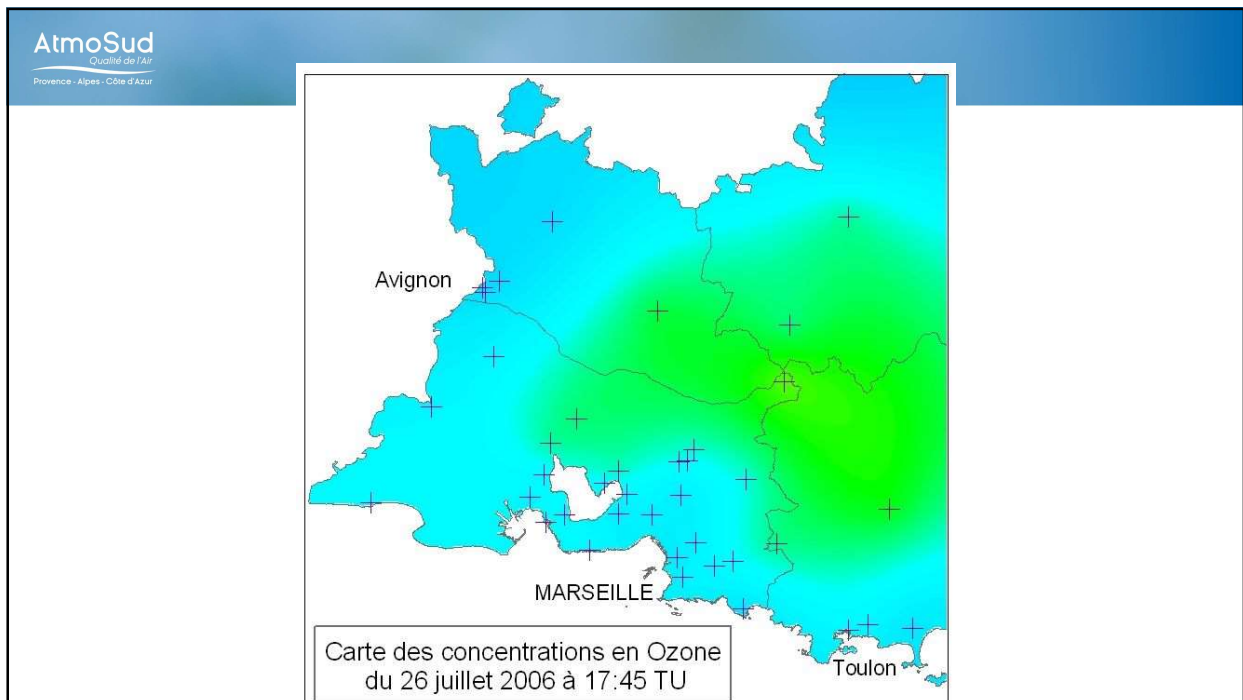 AtmoSud
Qualité de l'Air
Provence - Alpes - Côte d'Azur
Avignon
MARSEILLE
Toulon
Carte des concentrations en Ozone
du 26 juillet 2006 à 17:45 TU